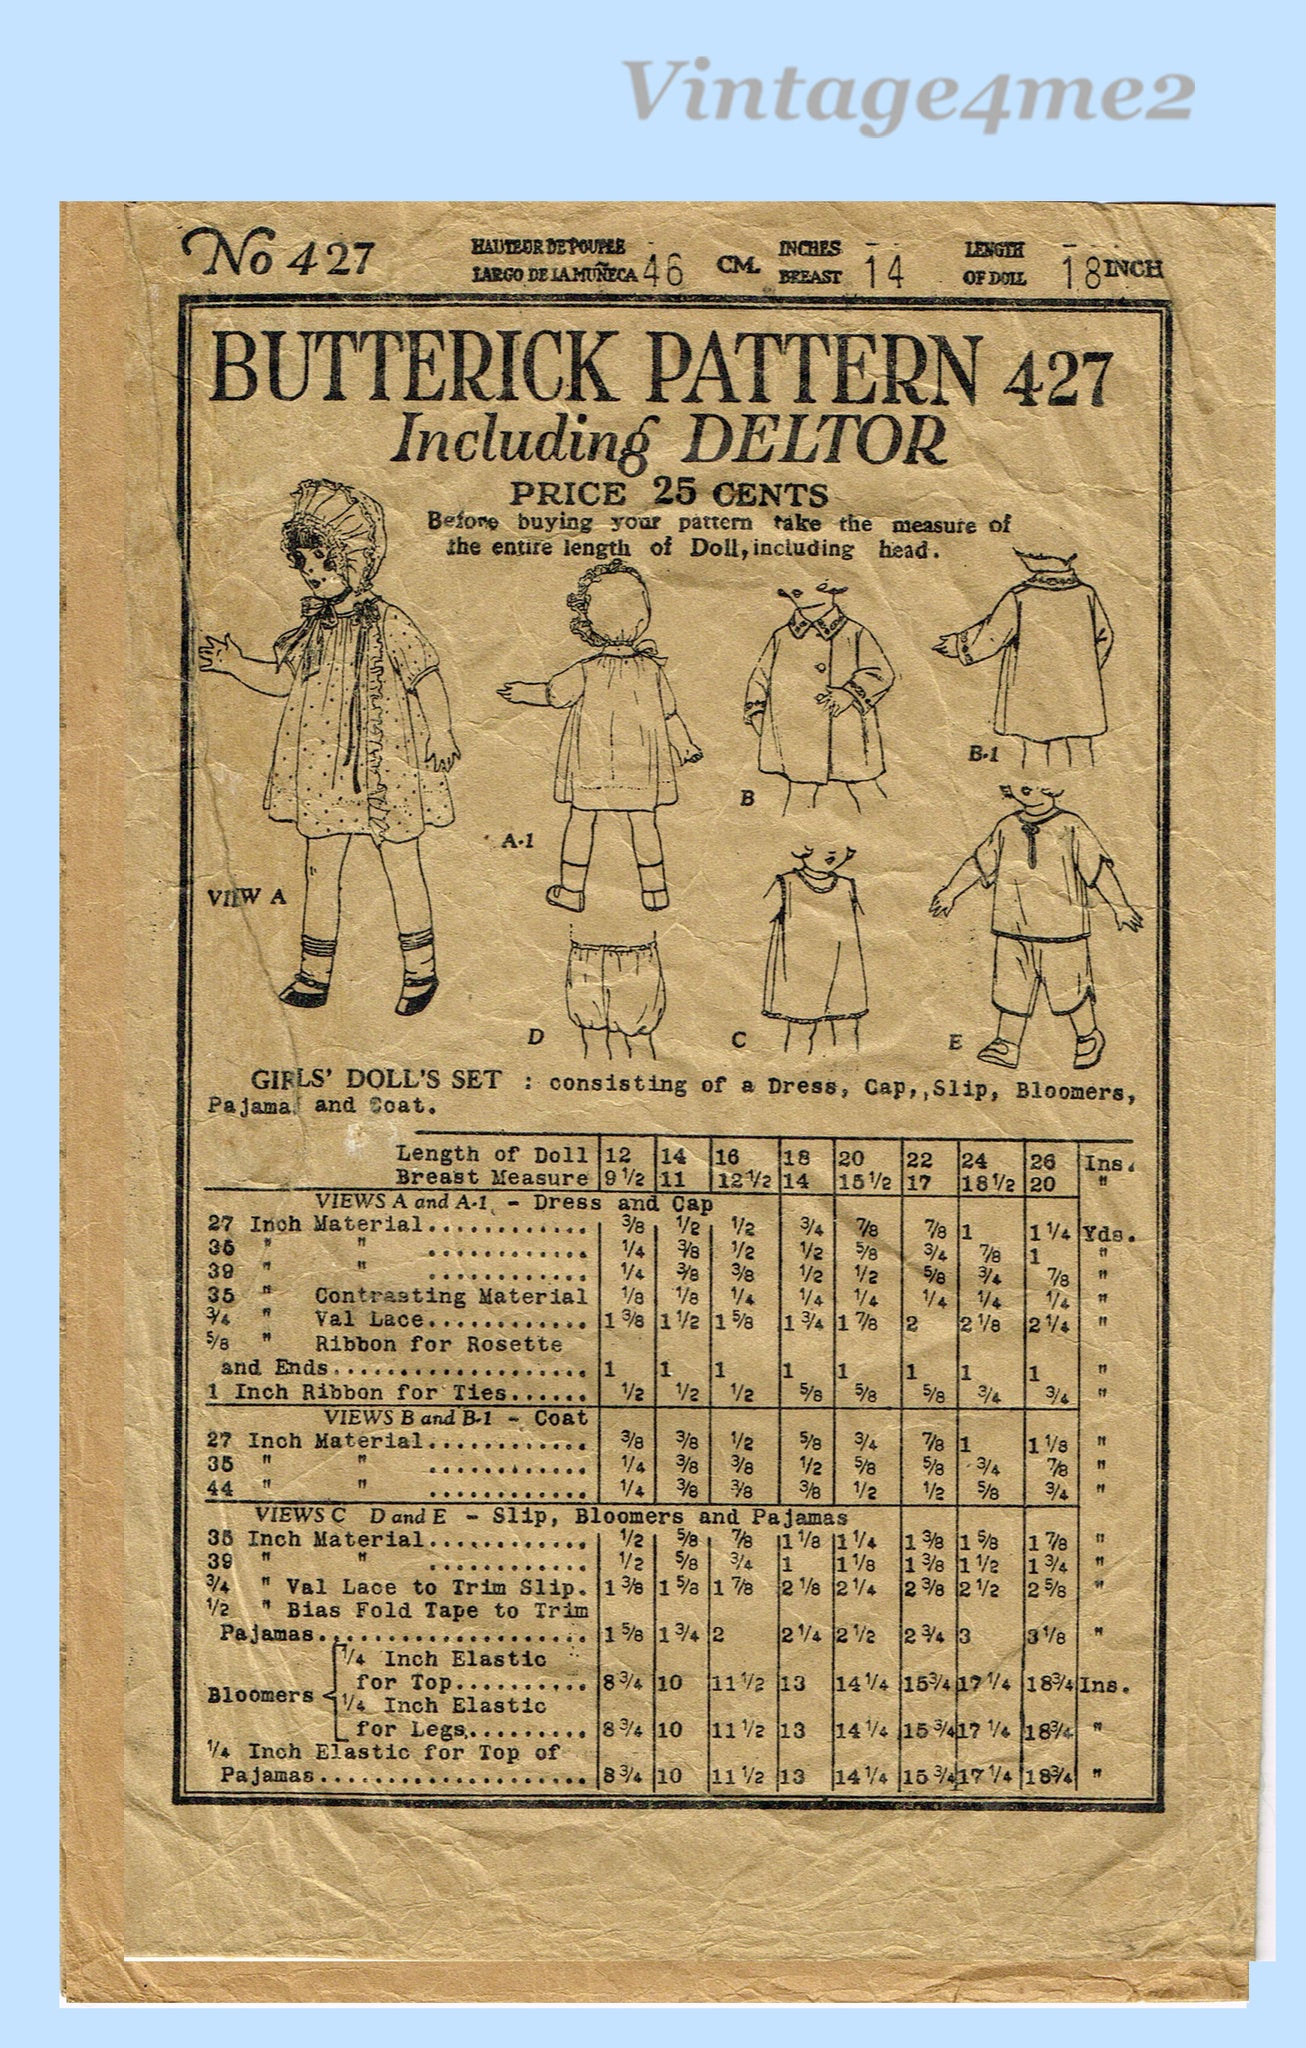 Vintage4me2
No 427
HAUTEUR DE POUPEE
LARGO DE LA MUÑECA 46 CM.
INCHES
BREAST 14
LENGTH
OF DOLL 18 INCH
BUTTERICK PATTERN 427
Including DELTOR
PRICE 25 CENTS
Before buying your pattern take the measure of
the entire length of Doll, including head.
B-1
B
A-1
VIEW A
D
C
E
GIRLS' DOLL'S SET : consisting of a Dress, Cap,, Slip, Bloomers,
Pajama and Coat.
Length of Doll 12 14 16 18 20 22 24 26 Ins.
Breast Measure 9 1/2 11 12 1/2 14 15 1/2 17 18 1/2 20 "
VIEWS A and A-1. - Dress and Cap
27 Inch Material............ 3/8 1/2 1/2 3/4 7/8 7/8 1 1 1/4 Yds.
35 " " ............ 1/4 3/8 1/2 1/2 5/8 3/4 7/8 1 "
39 " " ............ 1/4 3/8 3/8 1/2 1/2 5/8 3/4 7/8 "
35 " Contrasting Material 1/8 1/8 1/4 1/4 1/4 1/4 1/4 1/4 "
3/4 " Val Lace............ 1 3/8 1 1/2 1 5/8 1 3/4 1 7/8 2 2 1/8 2 1/4 "
5/8 " Ribbon for Rosette
and Ends................... 1 1 1 1 1 1 1 1 "
1 Inch Ribbon for Ties...... 1/2 1/2 1/2 5/8 5/8 5/8 3/4 3/4 "
VIEWS B and B-1 - Coat
27 Inch Material............ 3/8 3/8 1/2 5/8 3/4 7/8 1 1 1/8 "
35 " " ............ 1/4 3/8 3/8 1/2 5/8 5/8 3/4 7/8 "
44 " " ............ 1/4 3/8 3/8 3/8 1/2 1/2 5/8 3/4 "
VIEWS C D and E - Slip, Bloomers and Pajamas
35 Inch Material............ 1/2 5/8 7/8 1 1/8 1 1/4 1 3/8 1 5/8 1 7/8 "
39 " " ............ 1/2 5/8 3/4 1 1 1/8 1 3/8 1 1/2 1 3/4 "
3/4 " Val Lace to Trim Slip. 1 3/8 1 5/8 1 7/8 2 1/8 2 1/4 2 3/8 2 1/2 2 5/8 "
1/2 " Bias Fold Tape to Trim
Pajamas.................... 1 5/8 1 3/4 2 2 1/4 2 1/2 2 3/4 3 3 1/8 "
1/4 Inch Elastic
for Top.......... 8 3/4 10 11 1/2 13 14 1/4 15 3/4 17 1/4 18 3/4 Ins.
Bloomers
1/4 Inch Elastic
for Legs......... 8 3/4 10 11 1/2 13 14 1/4 15 3/4 17 1/4 18 3/4 "
1/4 Inch Elastic for Top of
Pajamas.................... 8 3/4 10 11 1/2 13 14 1/4 15 3/4 17 1/4 18 3/4 "